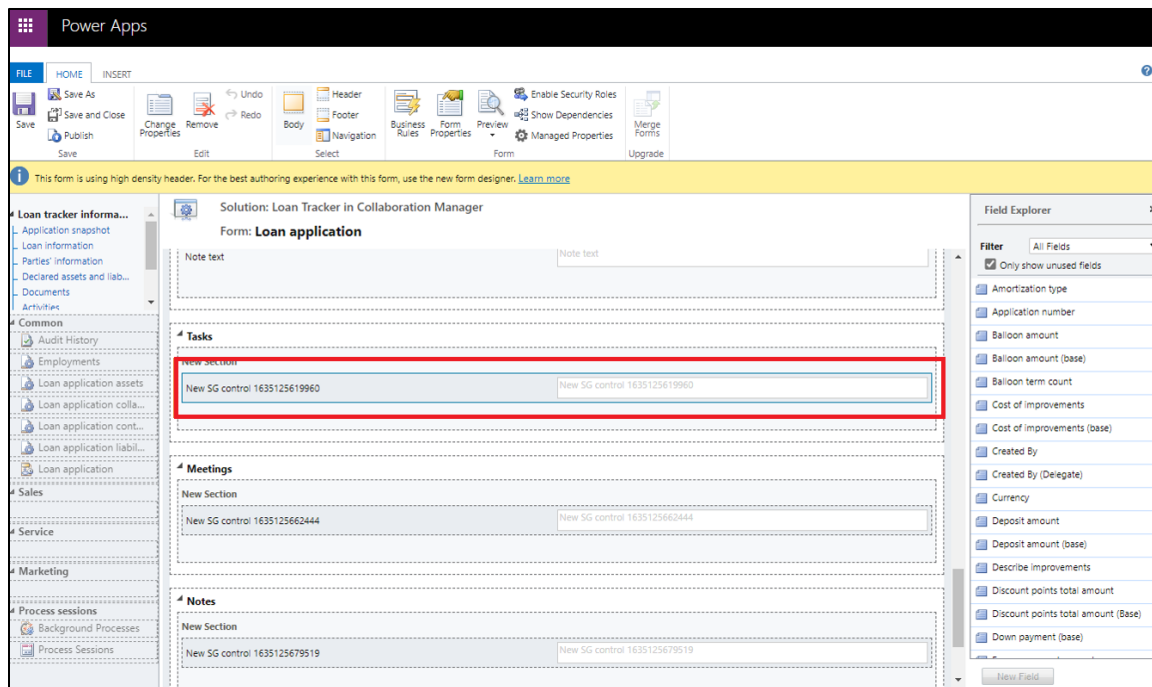 Power Apps
FILE HOME INSERT
Save
Save As
Save and Close
Publish
Save
Change Properties
Remove
Undo
Redo
Edit
Body
Header
Footer
Navigation
Select
Business Rules
Form Properties
Preview
Enable Security Roles
Show Dependencies
Managed Properties
Form
Merge Forms
Upgrade
This form is using high density header. For the best authoring experience with this form, use the new form designer. Learn more
Loan tracker informa...
Application snapshot
Loan information
Parties' information
Declared assets and liab...
Documents
Activities
Common
Audit History
Employments
Loan application assets
Loan application colla...
Loan application cont...
Loan application liabil...
Loan application
Sales
Service
Marketing
Process sessions
Background Processes
Process Sessions
Solution: Loan Tracker in Collaboration Manager
Form: Loan application
Note text Note text
Tasks
New Section
New SG control 1635125619960 New SG control 1635125619960
Meetings
New Section
New SG control 1635125662444 New SG control 1635125662444
Notes
New Section
New SG control 1635125679519 New SG control 1635125679519
Field Explorer
Filter All Fields
Only show unused fields
Amortization type
Application number
Balloon amount
Balloon amount (base)
Balloon term count
Cost of improvements
Cost of improvements (base)
Created By
Created By (Delegate)
Currency
Deposit amount
Deposit amount (base)
Describe improvements
Discount points total amount
Discount points total amount (Base)
Down payment (base)
New Field